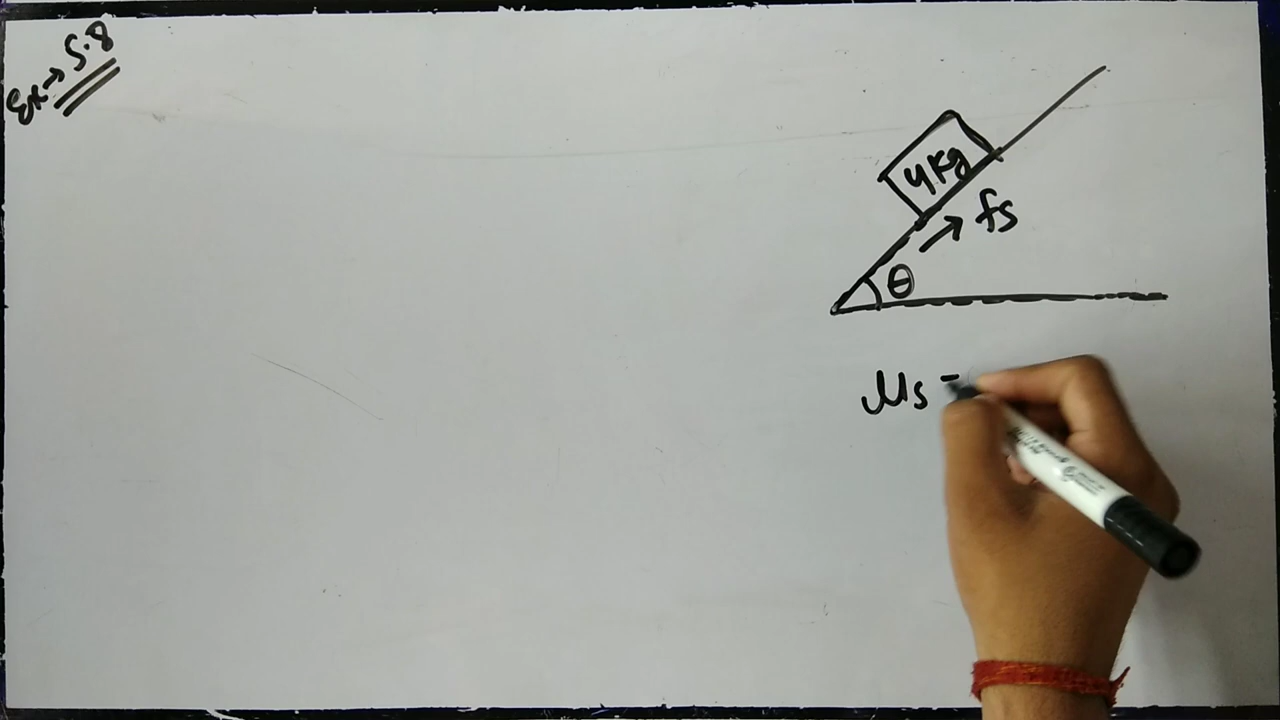 Ex → 5.8
4kg
fs
θ
μs =